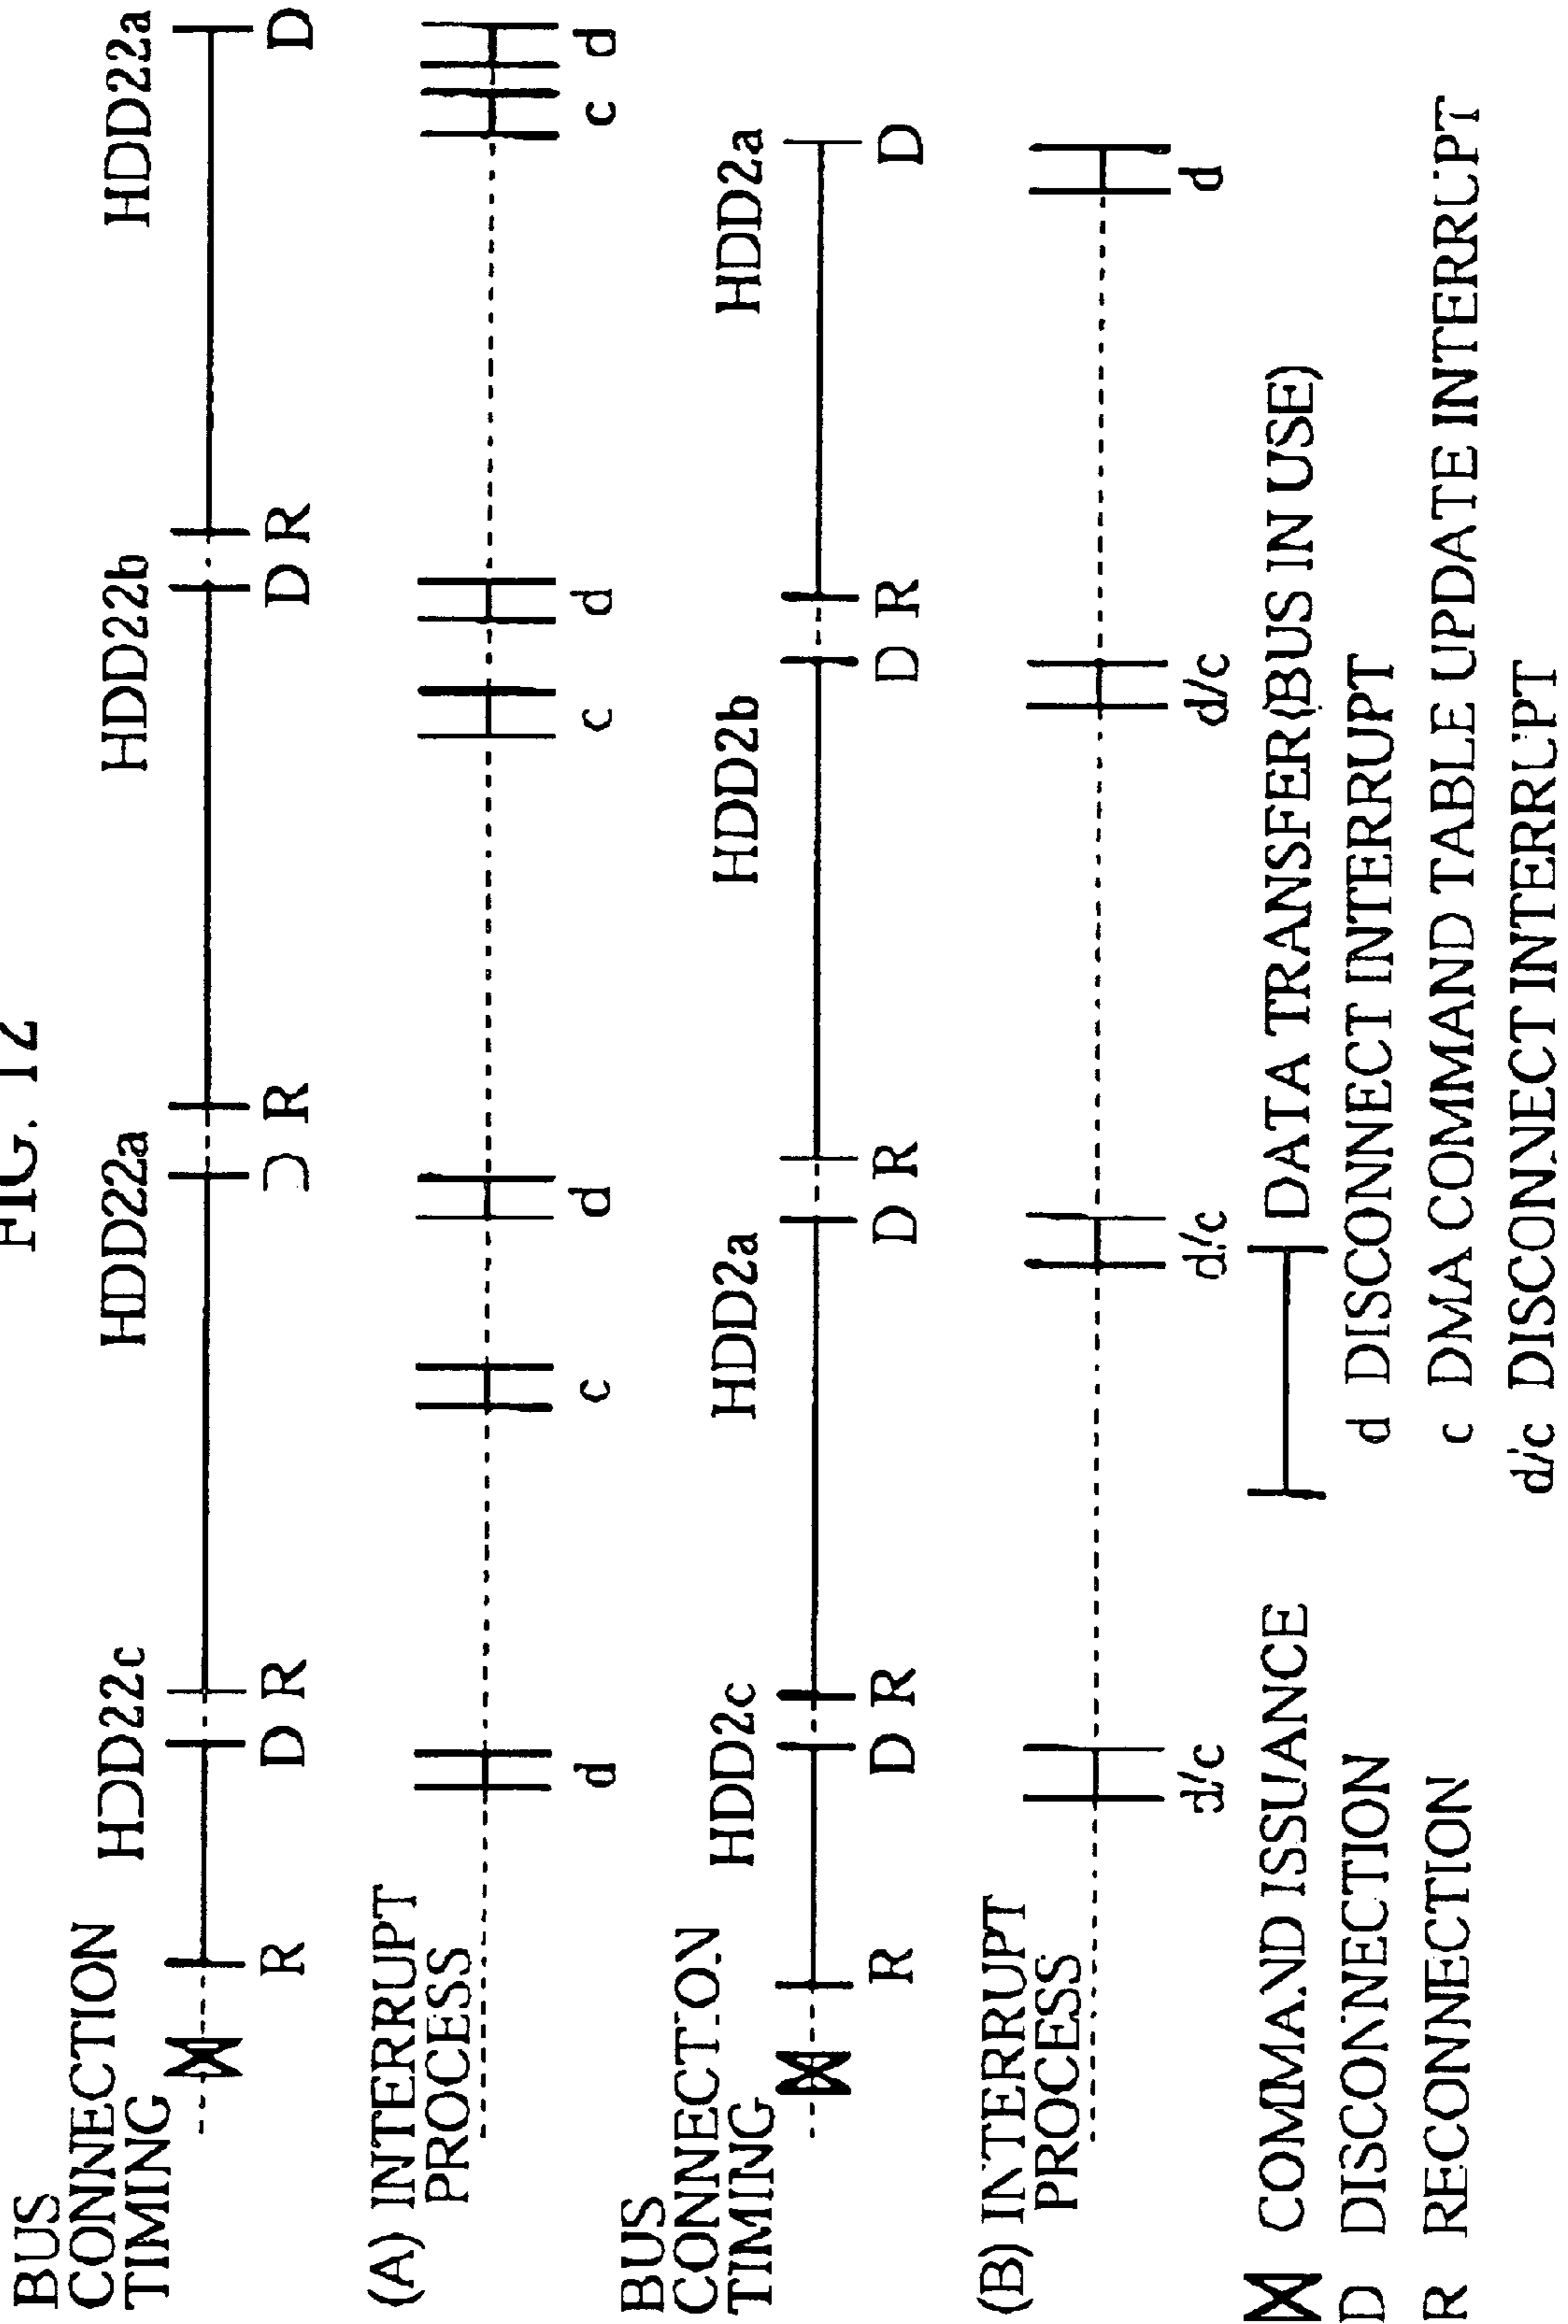 FIG. 12
BUS
CONNECTION
TIMING
HDD22c HDD22a HDD22b HDD22a
R D R D R D R D
(A) INTERRUPT
PROCESS
d c d c d c d
BUS
CONNECTION
TIMING
HDD2c HDD2a HDD2b HDD2a
R D R D R D R D
(B) INTERRUPT
PROCESS
d/c d/c d/c d
COMMAND ISSUANCE
D DISCONNECTION
R RECONNECTION
DATA TRANSFER(BUS IN USE)
d DISCONNECT INTERRUPT
c DMA COMMAND TABLE UPDATE INTERRUPT
d/c DISCONNECT INTERRUPT